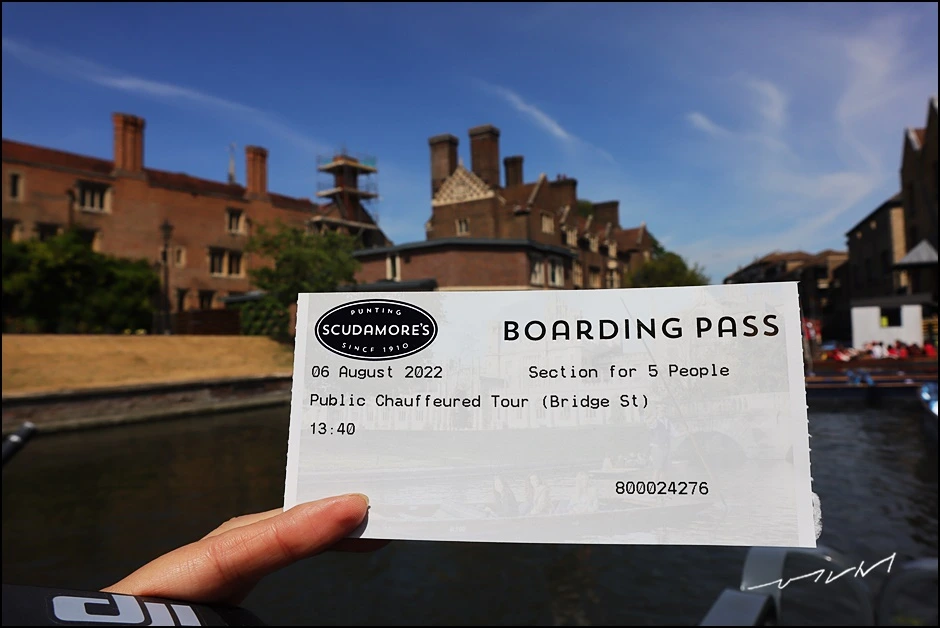 PUNTING
SCUDAMORE'S
SINCE 1910
BOARDING PASS
06 August 2022
Section for 5 People
Public Chauffeured Tour (Bridge St)
13:40
800024276
dji